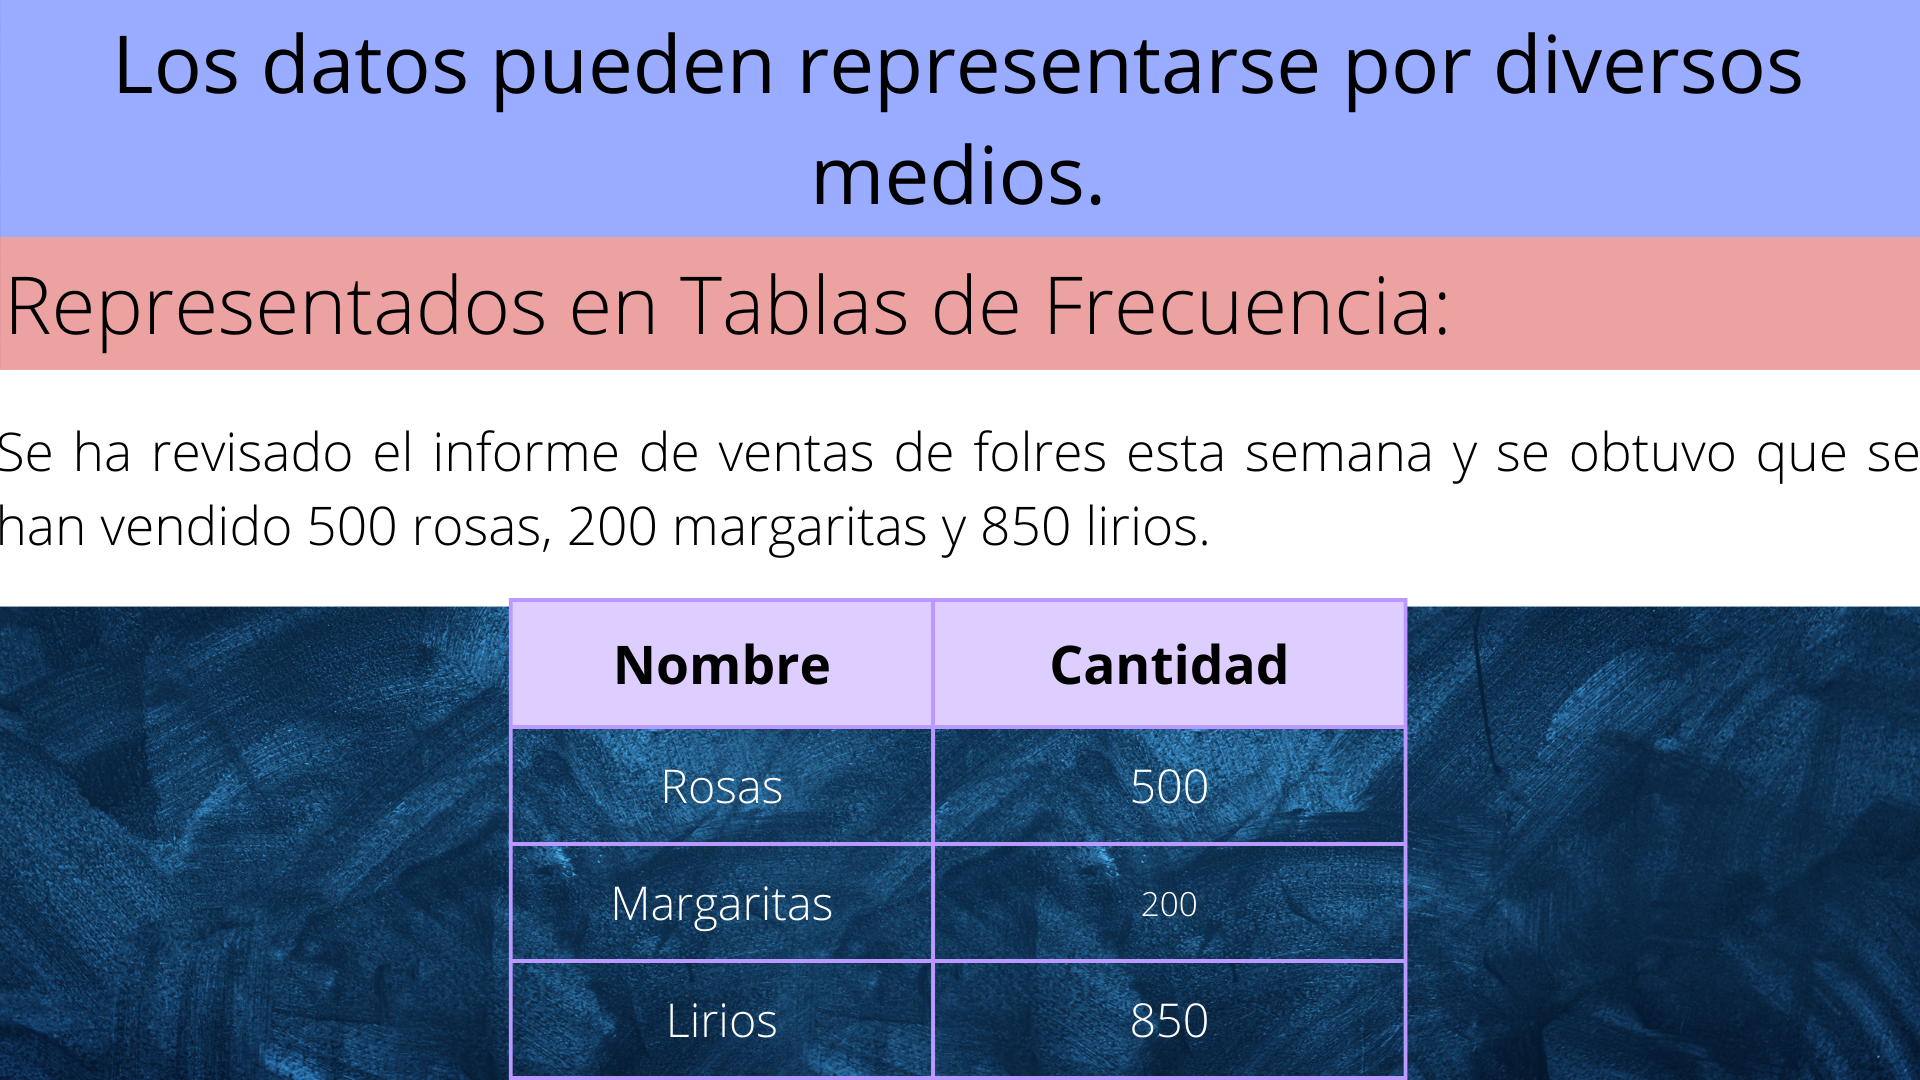 Los datos pueden representarse por diversos
medios.
Representados en Tablas de Frecuencia:
Se ha revisado el informe de ventas de folres esta semana y se obtuvo que se
han vendido 500 rosas, 200 margaritas y 850 lirios.
Nombre Cantidad
Rosas 500
Margaritas 200
Lirios 850